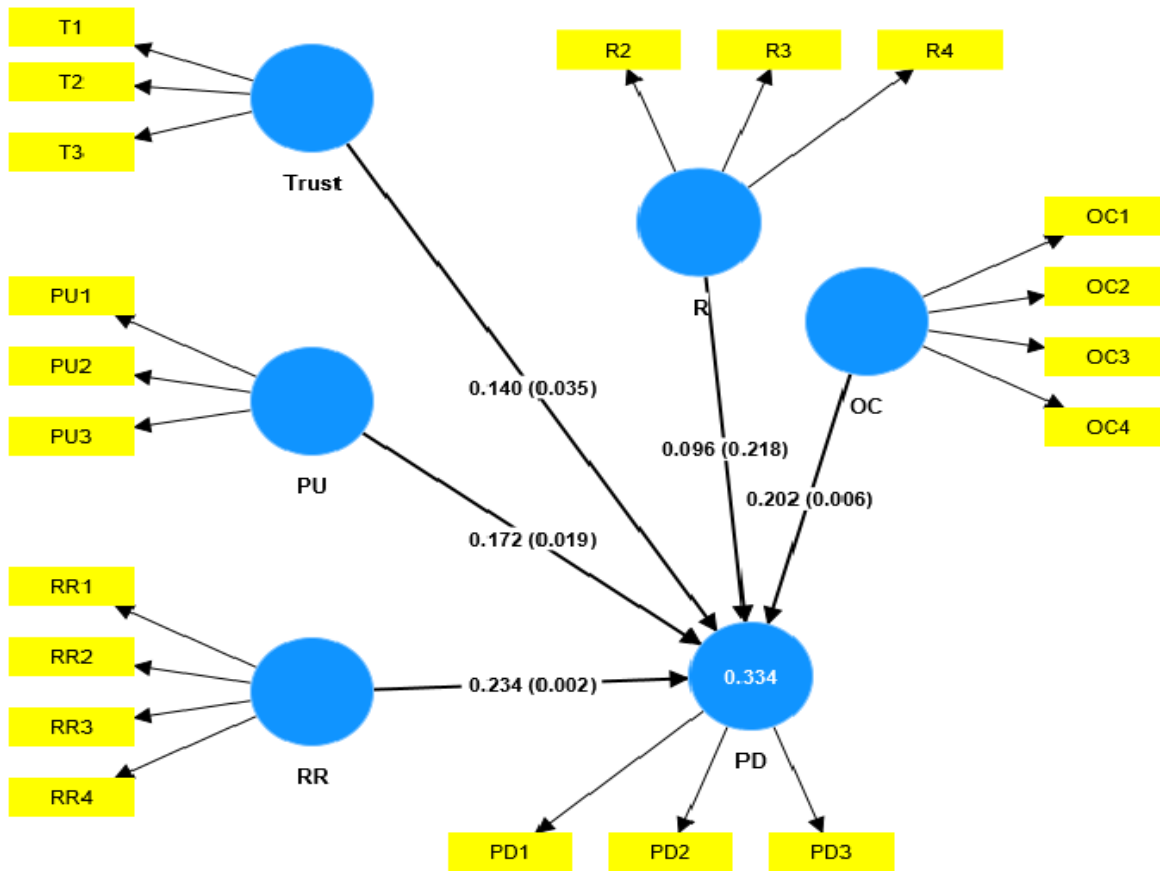 T1
T2
T3
Trust
R2
R3
R4
R
OC1
OC2
OC3
OC4
OC
PU1
PU2
PU3
PU
0.140 (0.035)
0.096 (0.218)
0.202 (0.006)
0.172 (0.019)
RR1
RR2
RR3
RR4
RR
0.234 (0.002)
0.334
PD
PD1
PD2
PD3